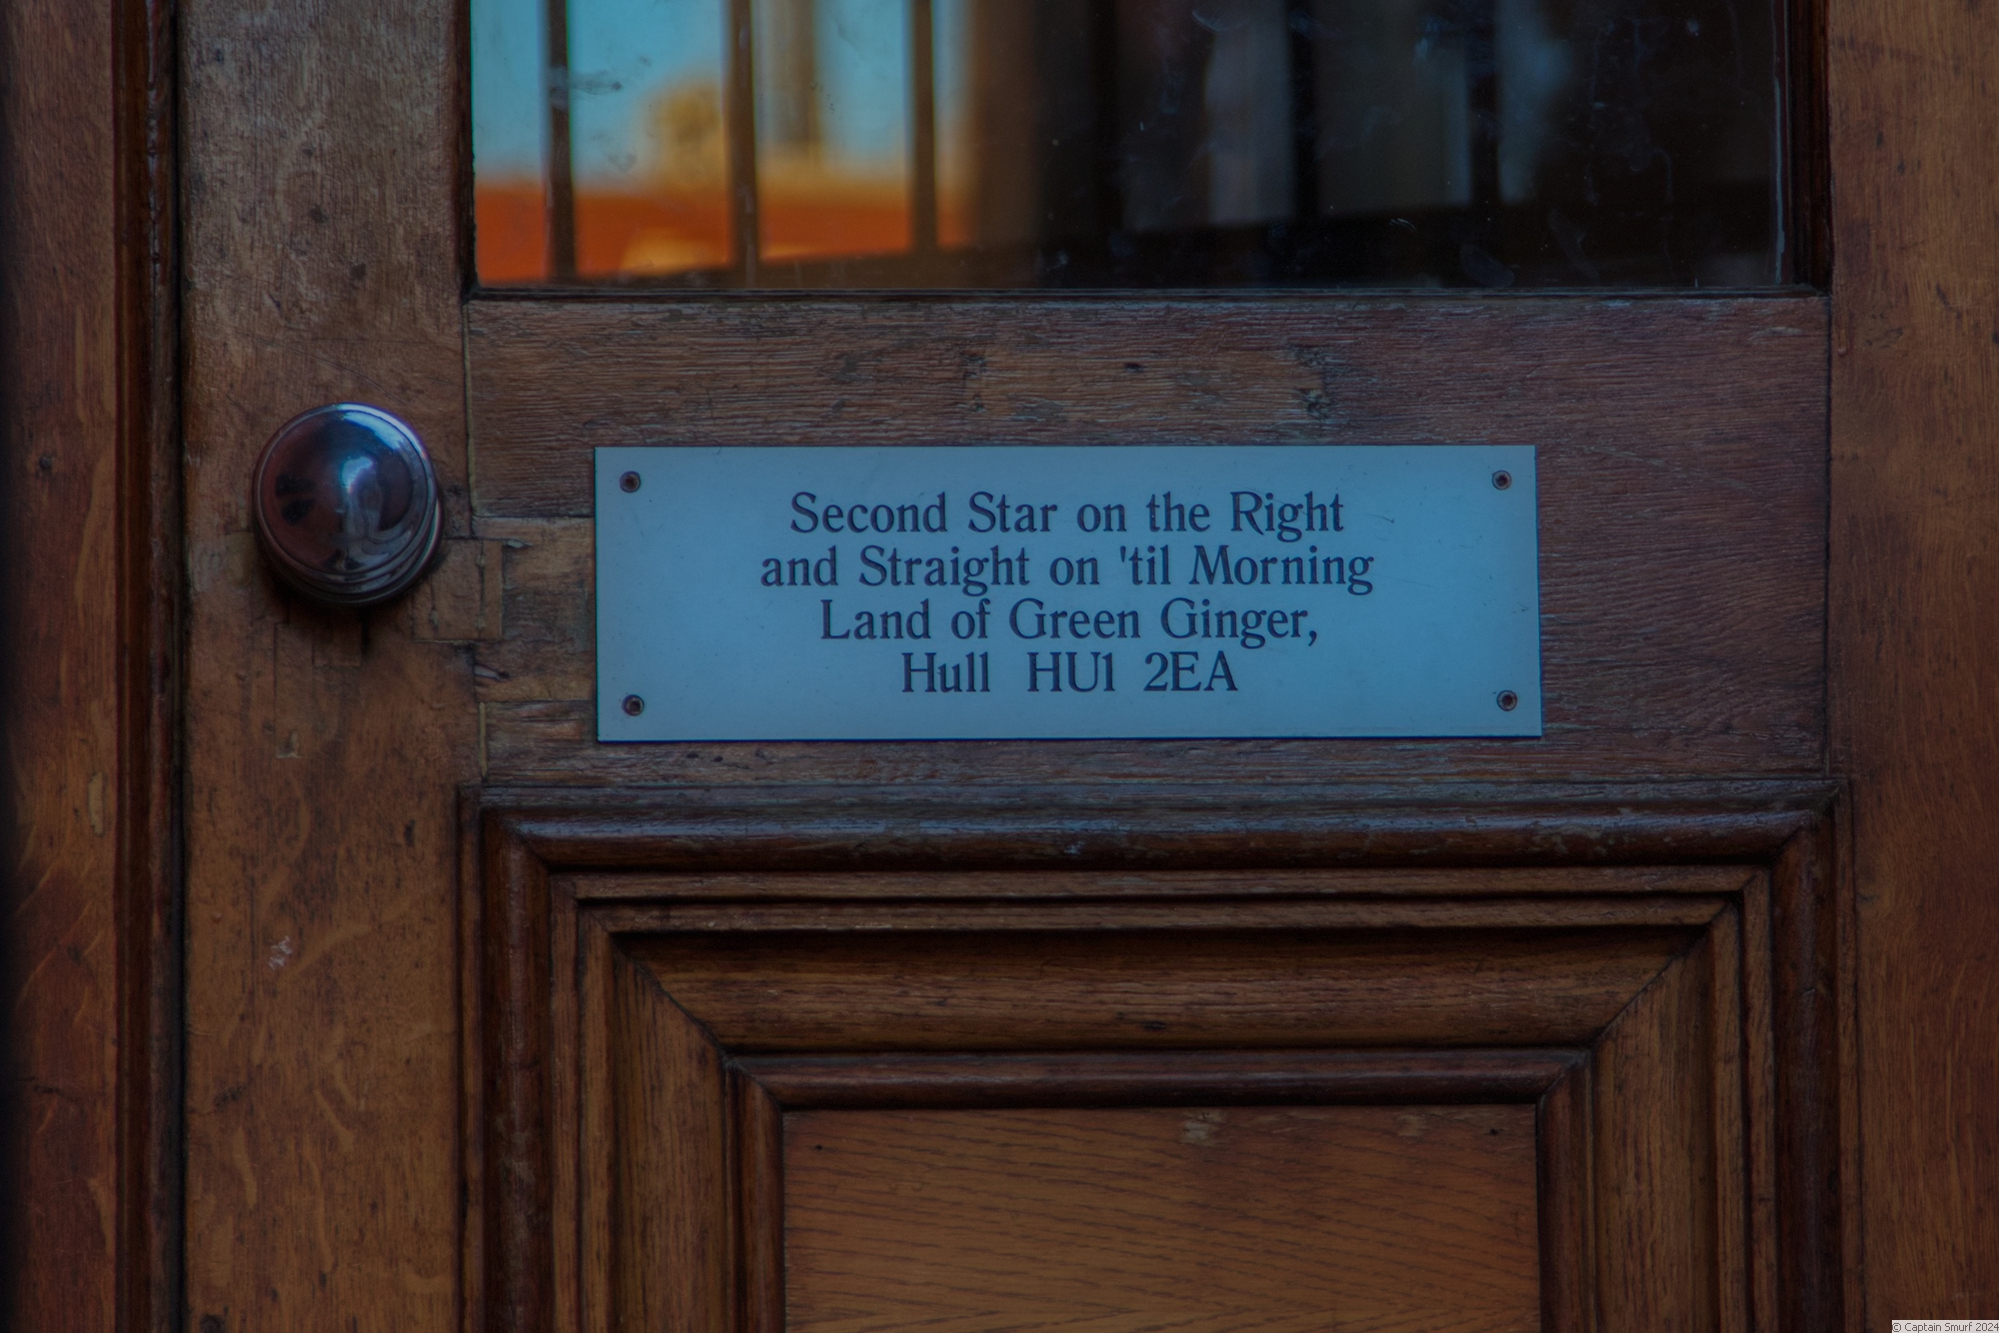 Second Star on the Right
and Straight on 'til Morning
Land of Green Ginger,
Hull HU1 2EA
© Captain Smurf 2024